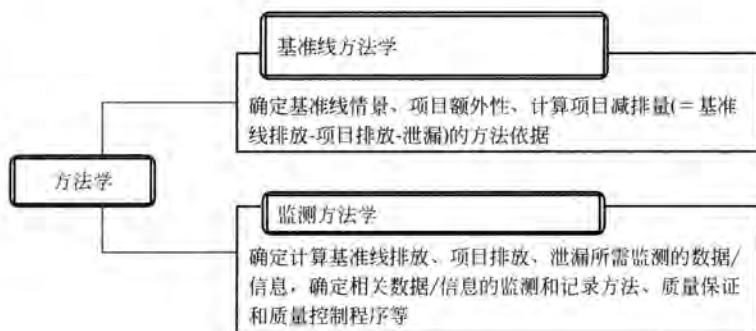 方法学
基准线方法学
确定基准线情景、项目额外性、计算项目减排量(＝基准
线排放-项目排放-泄漏)的方法依据
监测方法学
确定计算基准线排放、项目排放、泄漏所需监测的数据/
信息，确定相关数据/信息的监测和记录方法、质量保证
和质量控制程序等